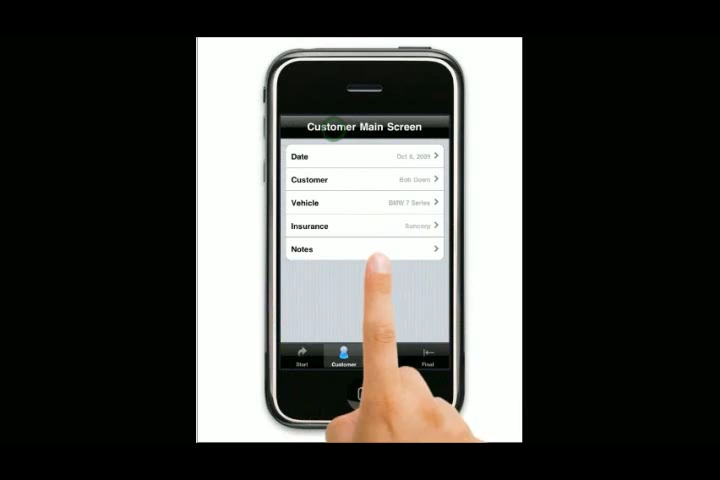 Customer Main Screen
Date Oct 6, 2009
Customer Bob Down
Vehicle BMW 7 Series
Insurance Suncorp
Notes
Start Customer Final